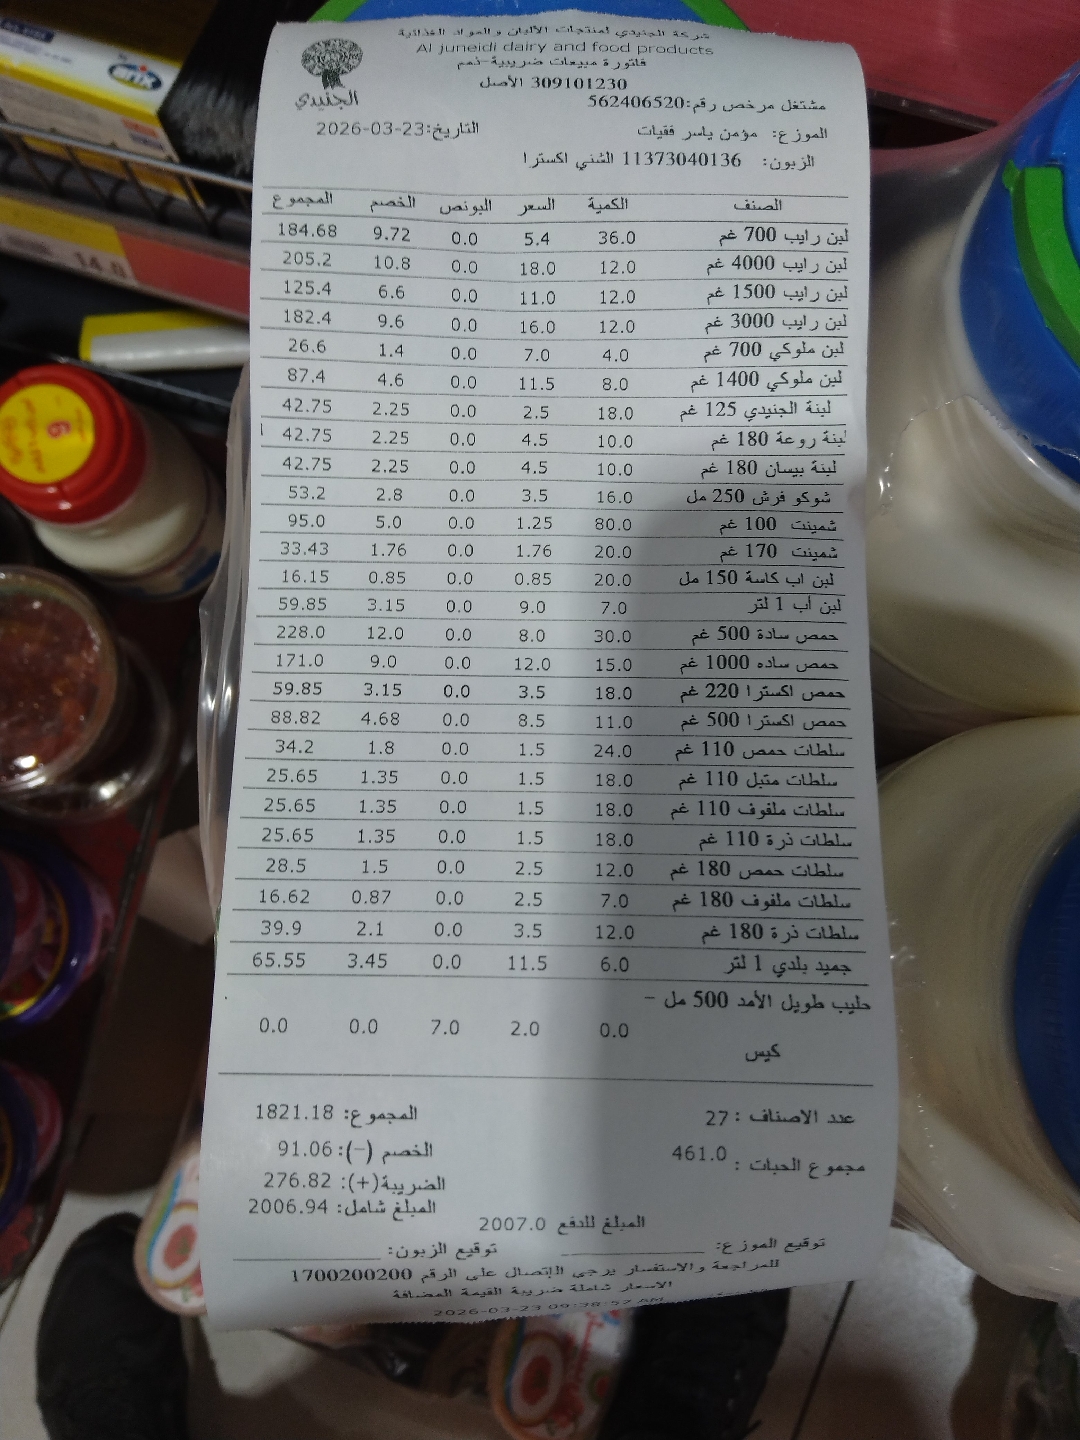 شركة الجنيدي لمنتجات الألبان والمواد الغذائية
Al juneidi dairy and food products
فاتورة مبيعات ضريبية-ذمم
309101230 الأصل
الجنيدي
مشتغل مرخص رقم:562406520
الموزع: مؤمن ياسر فقيات التاريخ:2026-03-23
الزبون: 11373040136 الشني اكسترا
الصنف الكمية السعر البونص الخصم المجموع
لبن رايب 700 غم 36.0 5.4 0.0 9.72 184.68
لبن رايب 4000 غم 12.0 18.0 0.0 10.8 205.2
لبن رايب 1500 غم 12.0 11.0 0.0 6.6 125.4
لبن رايب 3000 غم 12.0 16.0 0.0 9.6 182.4
لبن ملوكي 700 غم 4.0 7.0 0.0 1.4 26.6
لبن ملوكي 1400 غم 8.0 11.5 0.0 4.6 87.4
لبنة الجنيدي 125 غم 18.0 2.5 0.0 2.25 42.75
لبنة روعة 180 غم 10.0 4.5 0.0 2.25 42.75
لبنة بيسان 180 غم 10.0 4.5 0.0 2.25 42.75
شوكو فرش 250 مل 16.0 3.5 0.0 2.8 53.2
شمينت 100 غم 80.0 1.25 0.0 5.0 95.0
شمينت 170 غم 20.0 1.76 0.0 1.76 33.43
لبن اب كاسة 150 مل 20.0 0.85 0.0 0.85 16.15
لبن أب 1 لتر 7.0 9.0 0.0 3.15 59.85
حمص سادة 500 غم 30.0 8.0 0.0 12.0 228.0
حمص ساده 1000 غم 15.0 12.0 0.0 9.0 171.0
حمص اكسترا 220 غم 18.0 3.5 0.0 3.15 59.85
حمص اكسترا 500 غم 11.0 8.5 0.0 4.68 88.82
سلطات حمص 110 غم 24.0 1.5 0.0 1.8 34.2
سلطات متبل 110 غم 18.0 1.5 0.0 1.35 25.65
سلطات ملفوف 110 غم 18.0 1.5 0.0 1.35 25.65
سلطات ذرة 110 غم 18.0 1.5 0.0 1.35 25.65
سلطات حمص 180 غم 12.0 2.5 0.0 1.5 28.5
سلطات ملفوف 180 غم 7.0 2.5 0.0 0.87 16.62
سلطات ذرة 180 غم 12.0 3.5 0.0 2.1 39.9
جميد بلدي 1 لتر 6.0 11.5 0.0 3.45 65.55
حليب طويل الأمد 500 مل -
0.0 2.0 7.0 0.0 0.0
كيس
عدد الاصناف : 27 المجموع: 1821.18
مجموع الحبات : 461.0 الخصم (-): 91.06
الضريبة(+): 276.82
المبلغ شامل: 2006.94
المبلغ للدفع 2007.0
توقيع الموزع: توقيع الزبون:
للمراجعة والاستفسار يرجى الإتصال على الرقم 1700200200
الاسعار شاملة ضريبة القيمة المضافة
2026-03-23 09:38:57 AM